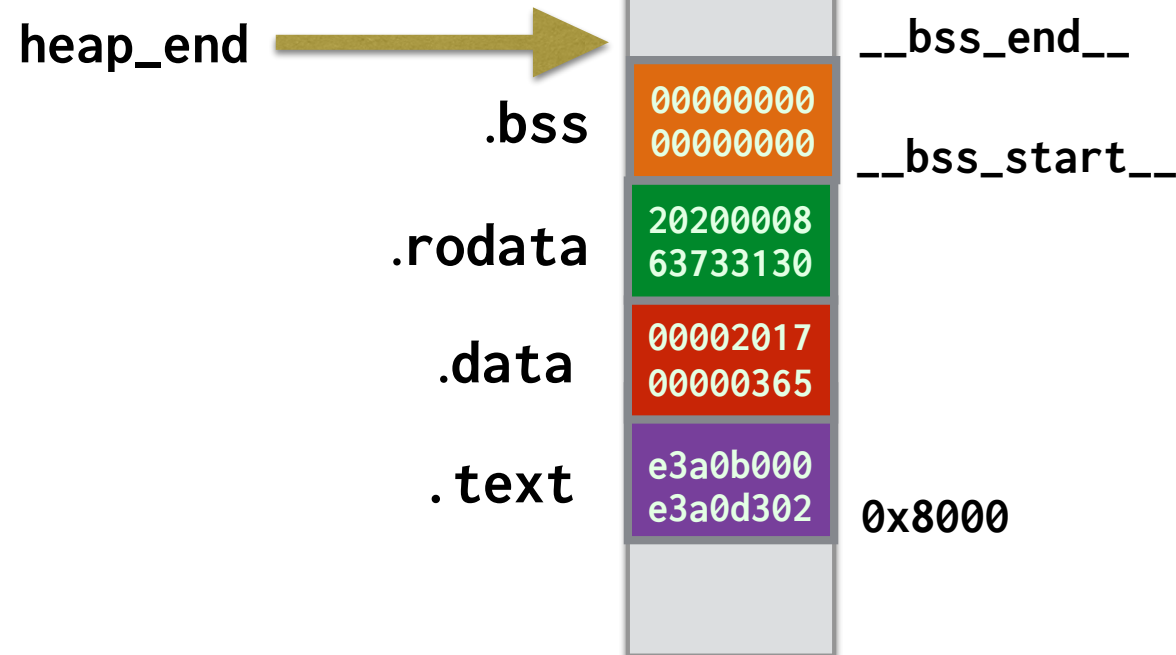 heap_end
__bss_end__
.bss
00000000
00000000
__bss_start__
.rodata
20200008
63733130
.data
00002017
00000365
.text
e3a0b000
e3a0d302
0x8000